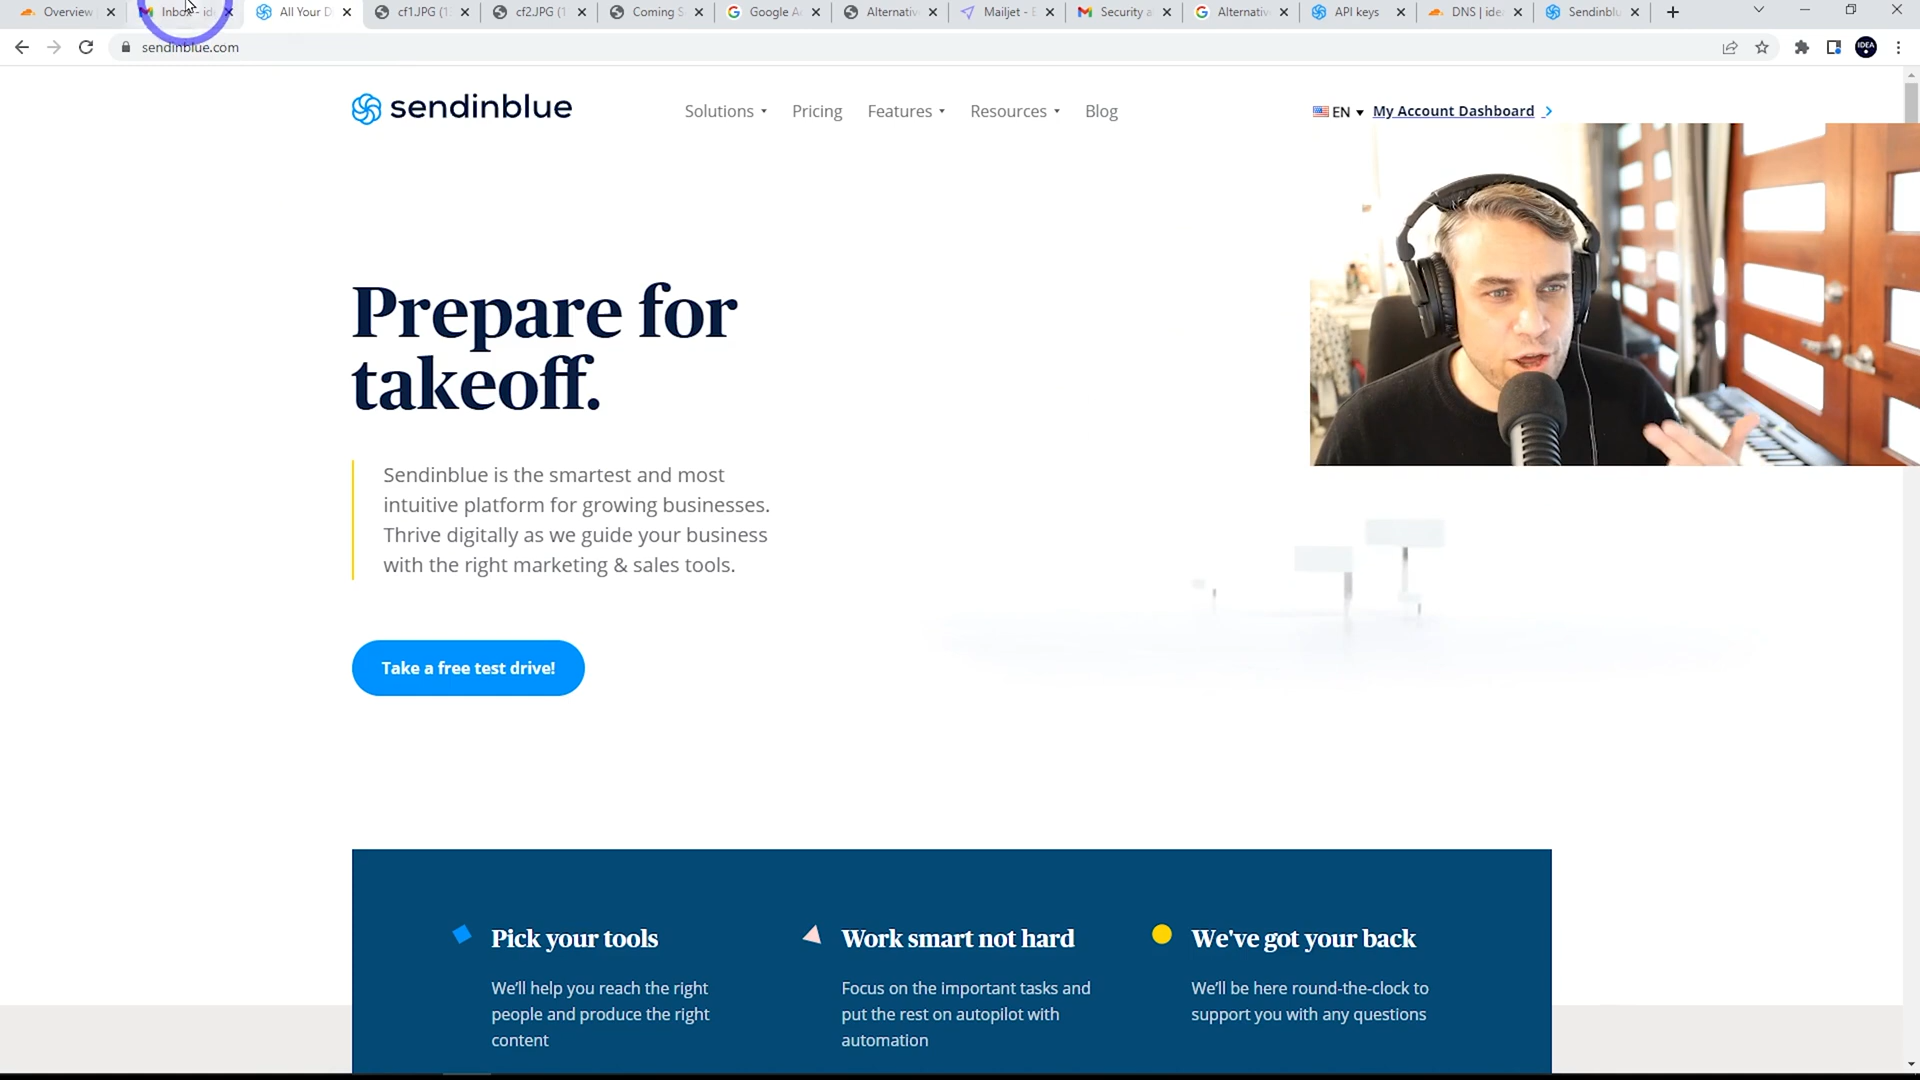 Overview
Inbox - id
All Your D
cf1.JPG (1
cf2.JPG (1
Coming S
Google A
Alternativ
Mailjet - E
Security a
Alternativ
API keys
DNS | idea
Sendinblu
sendinblue.com
IDEA
sendinblue
Solutions
Pricing
Features
Resources
Blog
EN
My Account Dashboard
Prepare for
takeoff.
Sendinblue is the smartest and most
intuitive platform for growing businesses.
Thrive digitally as we guide your business
with the right marketing & sales tools.
Take a free test drive!
Pick your tools
We'll help you reach the right
people and produce the right
content
Work smart not hard
Focus on the important tasks and
put the rest on autopilot with
automation
We've got your back
We'll be here round-the-clock to
support you with any questions